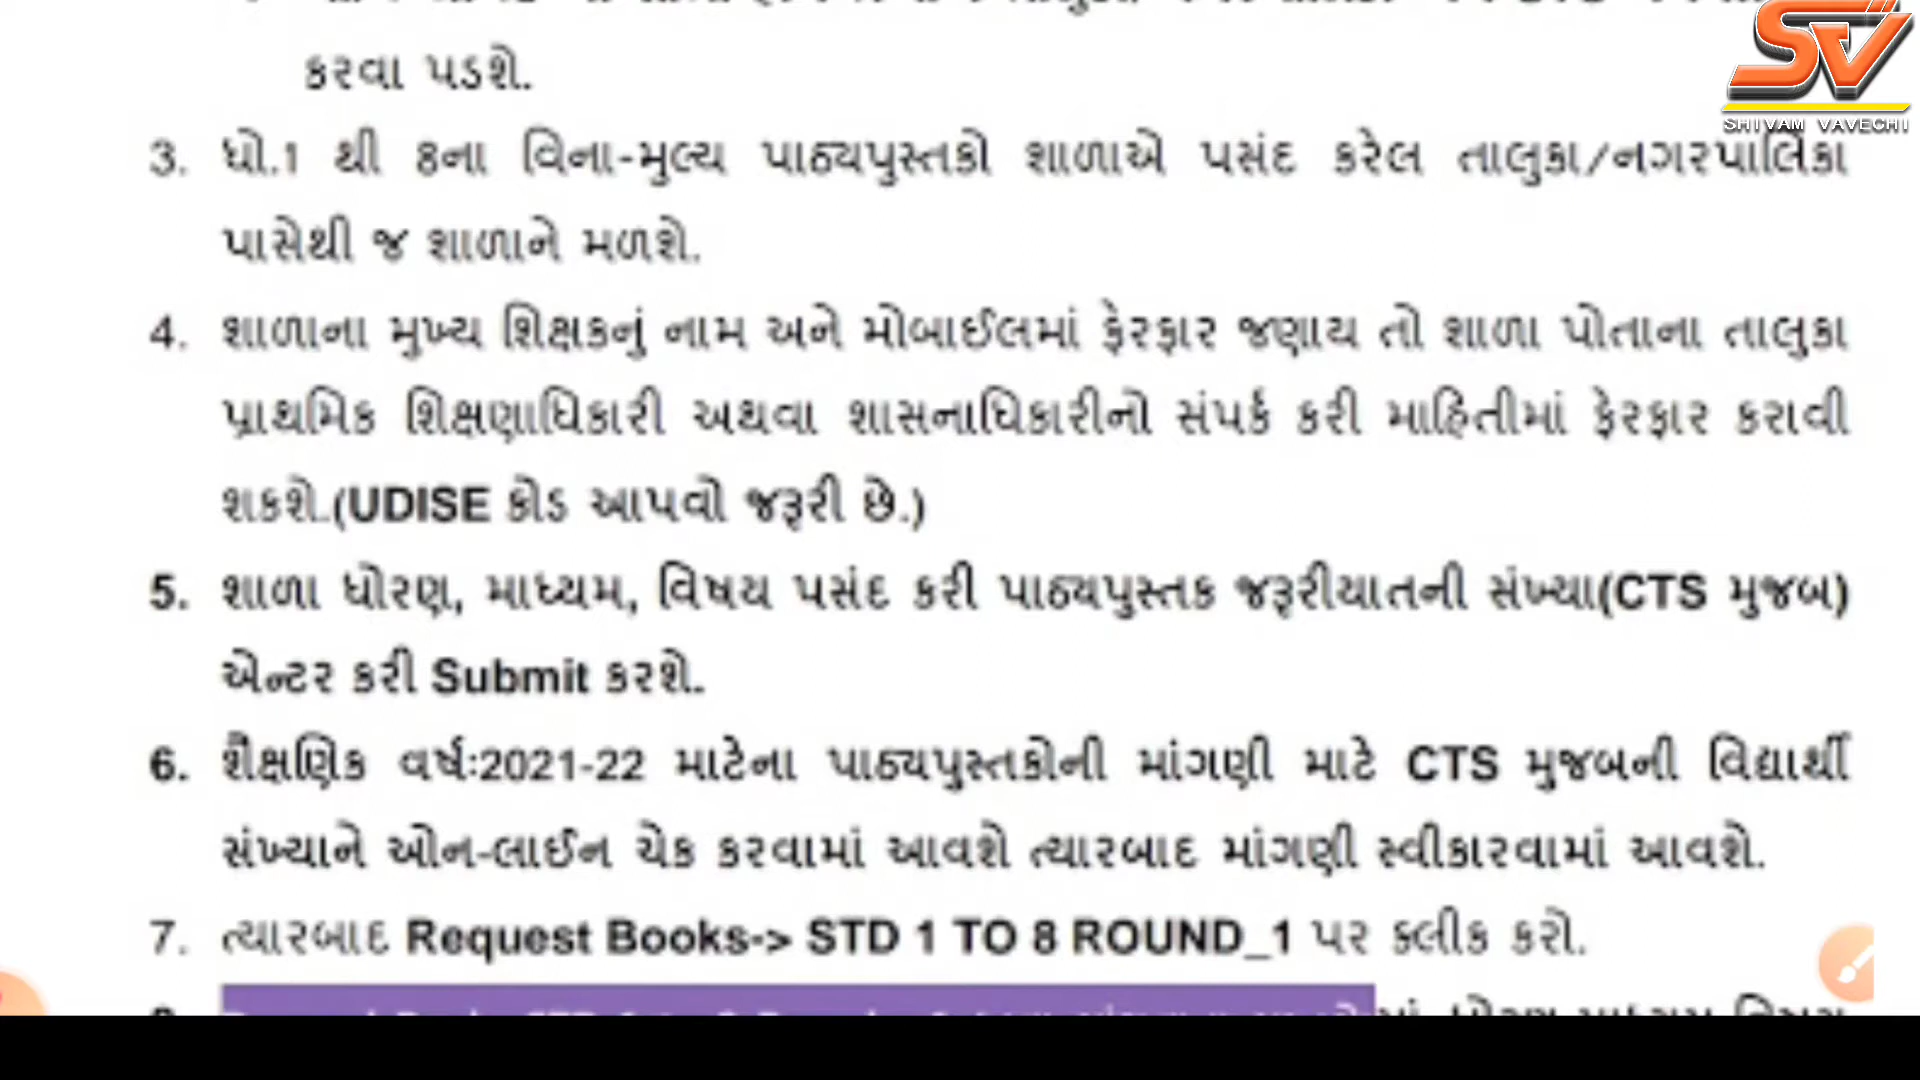 કરવા પડશે.
SHIVAM VAVECHI
3. ધો.1 થી 8ના વિના-મુલ્ય પાઠ્યપુસ્તકો શાળાએ પસંદ કરેલ તાલુકા/નગરપાલિકા
પાસેથી જ શાળાને મળશે.
4. શાળાના મુખ્ય શિક્ષકનું નામ અને મોબાઈલમાં ફેરફાર જણાય તો શાળા પોતાના તાલુકા
પ્રાથમિક શિક્ષણાધિકારી અથવા શાસનાધિકારીનો સંપર્ક કરી માહિતીમાં ફેરફાર કરાવી
શકશે.(UDISE કોડ આપવો જરૂરી છે.)
5. શાળા ધોરણ, માધ્યમ, વિષય પસંદ કરી પાઠ્યપુસ્તક જરૂરીયાતની સંખ્યા(CTS મુજબ)
એન્ટર કરી Submit કરશે.
6. શૈક્ષણિક વર્ષ:2021-22 માટેના પાઠ્યપુસ્તકોની માંગણી માટે CTS મુજબની વિદ્યાર્થી
સંખ્યાને ઓન-લાઈન ચેક કરવામાં આવશે ત્યારબાદ માંગણી સ્વીકારવામાં આવશે.
7. ત્યારબાદ Request Books-> STD 1 TO 8 ROUND_1 પર ક્લીક કરો.